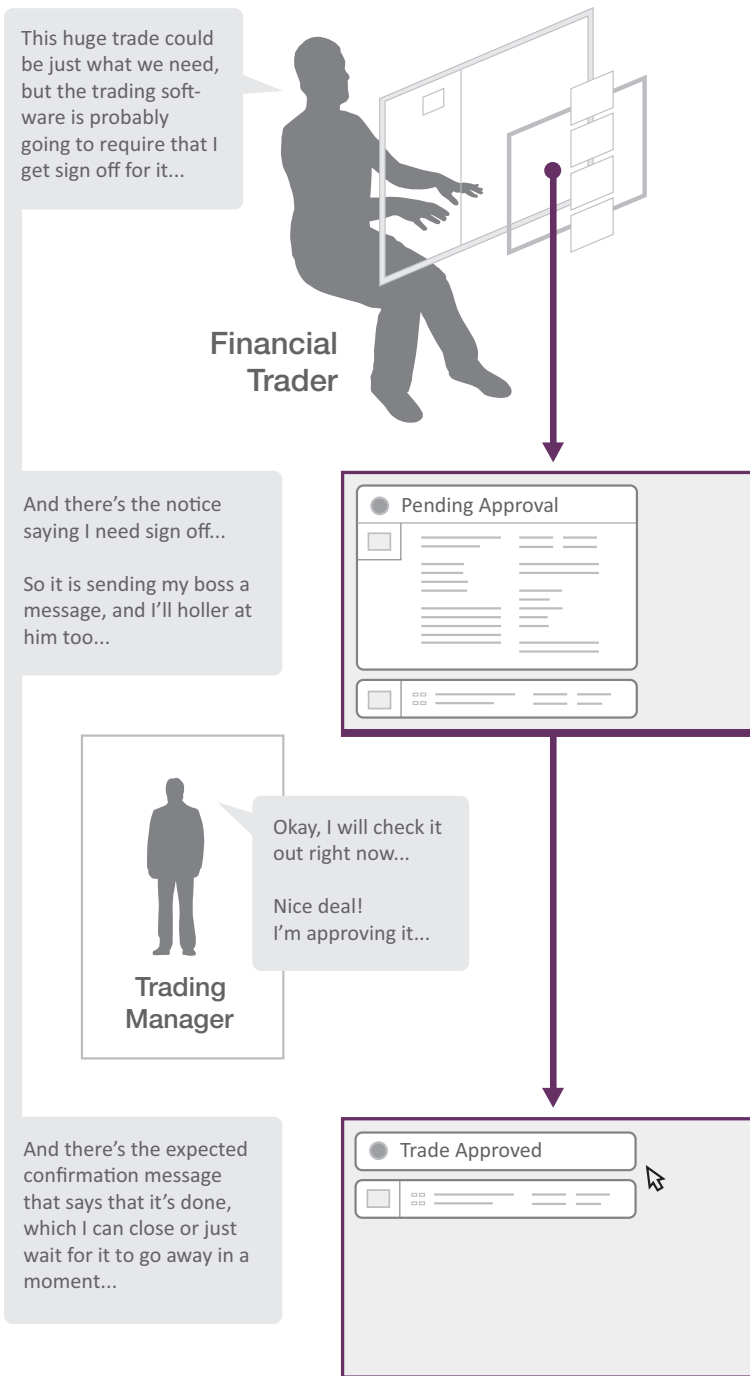 This huge trade could
be just what we need,
but the trading soft-
ware is probably
going to require that I
get sign off for it...
Financial
Trader
And there's the notice
saying I need sign off...
So it is sending my boss a
message, and I'll holler at
him too...
Pending Approval
Okay, I will check it
out right now...
Nice deal!
I'm approving it...
Trading
Manager
And there's the expected
confirmation message
that says that it's done,
which I can close or just
wait for it to go away in a
moment...
Trade Approved